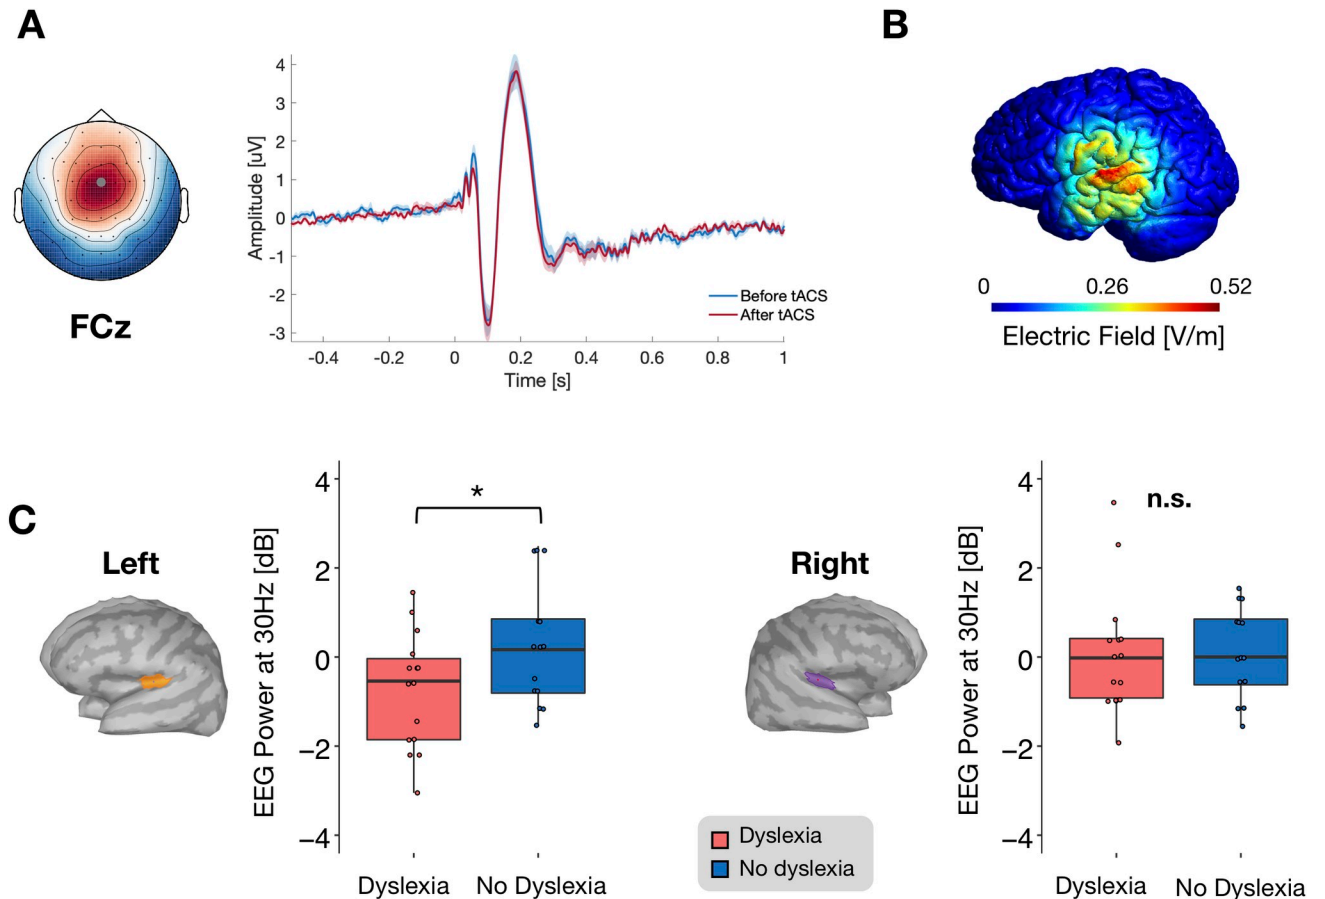 A
FCz
Amplitude [uV]
4
3
2
1
0
-1
-2
-3
-0.4
-0.2
0
0.2
0.4
0.6
0.8
1
Time [s]
Before tACS
After tACS
B
0
0.26
0.52
Electric Field [V/m]
C
Left
EEG Power at 30Hz [dB]
4
2
0
−2
−4
*
Dyslexia
No Dyslexia
Right
Dyslexia
No dyslexia
EEG Power at 30Hz [dB]
4
2
0
−2
−4
n.s.
Dyslexia
No Dyslexia